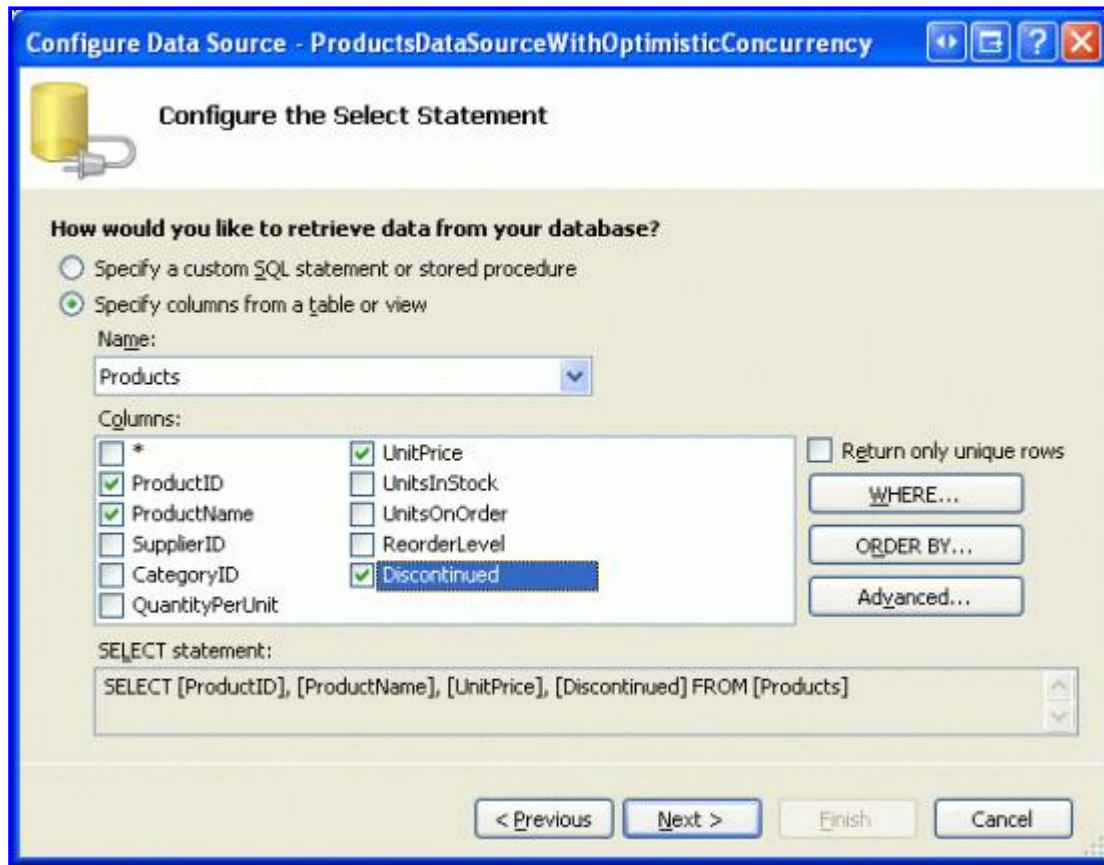 Configure Data Source - ProductsDataSourceWithOptimisticConcurrency
Configure the Select Statement
How would you like to retrieve data from your database?
Specify a custom SQL statement or stored procedure
Specify columns from a table or view
Name:
Products
Columns:
*
ProductID
ProductName
SupplierID
CategoryID
QuantityPerUnit
UnitPrice
UnitsInStock
UnitsOnOrder
ReorderLevel
Discontinued
Return only unique rows
WHERE...
ORDER BY...
Advanced...
SELECT statement:
SELECT [ProductID], [ProductName], [UnitPrice], [Discontinued] FROM [Products]
< Previous
Next >
Finish
Cancel